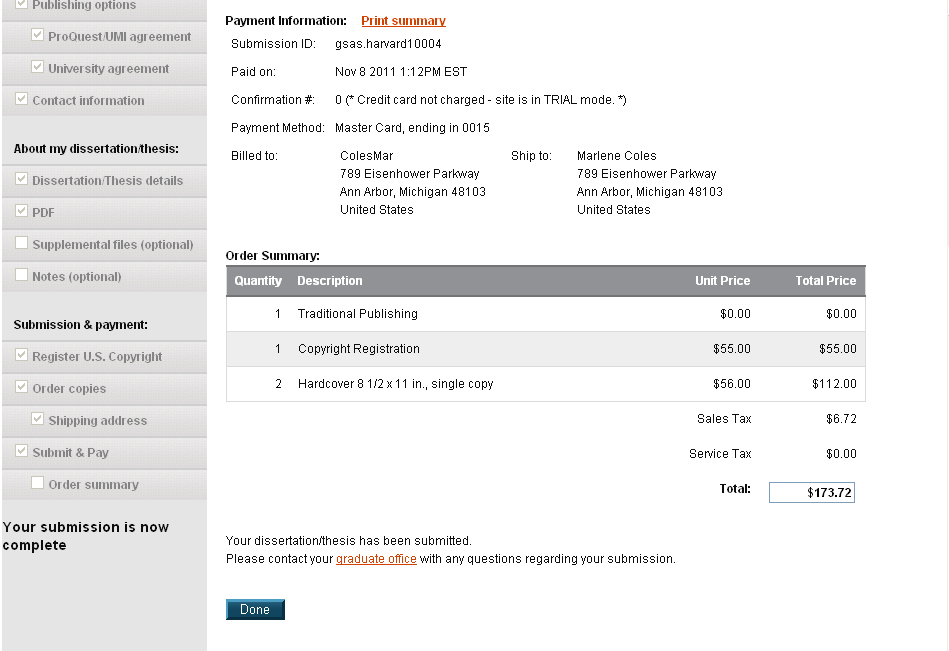 Publishing options
ProQuest/UMI agreement
University agreement
Contact information
About my dissertation/thesis:
Dissertation/Thesis details
PDF
Supplemental files (optional)
Notes (optional)
Submission & payment:
Register U.S. Copyright
Order copies
Shipping address
Submit & Pay
Order summary
Your submission is now
complete
Payment Information: Print summary
Submission ID: gsas.harvard10004
Paid on: Nov 8 2011 1:12PM EST
Confirmation #: 0 (* Credit card not charged - site is in TRIAL mode. *)
Payment Method: Master Card, ending in 0015
Billed to: ColesMar Ship to: Marlene Coles
789 Eisenhower Parkway 789 Eisenhower Parkway
Ann Arbor, Michigan 48103 Ann Arbor, Michigan 48103
United States United States
Order Summary:
Quantity Description Unit Price Total Price
1 Traditional Publishing $0.00 $0.00
1 Copyright Registration $55.00 $55.00
2 Hardcover 8 1/2 x 11 in., single copy $56.00 $112.00
Sales Tax $6.72
Service Tax $0.00
Total: $173.72
Your dissertation/thesis has been submitted.
Please contact your graduate office with any questions regarding your submission.
Done